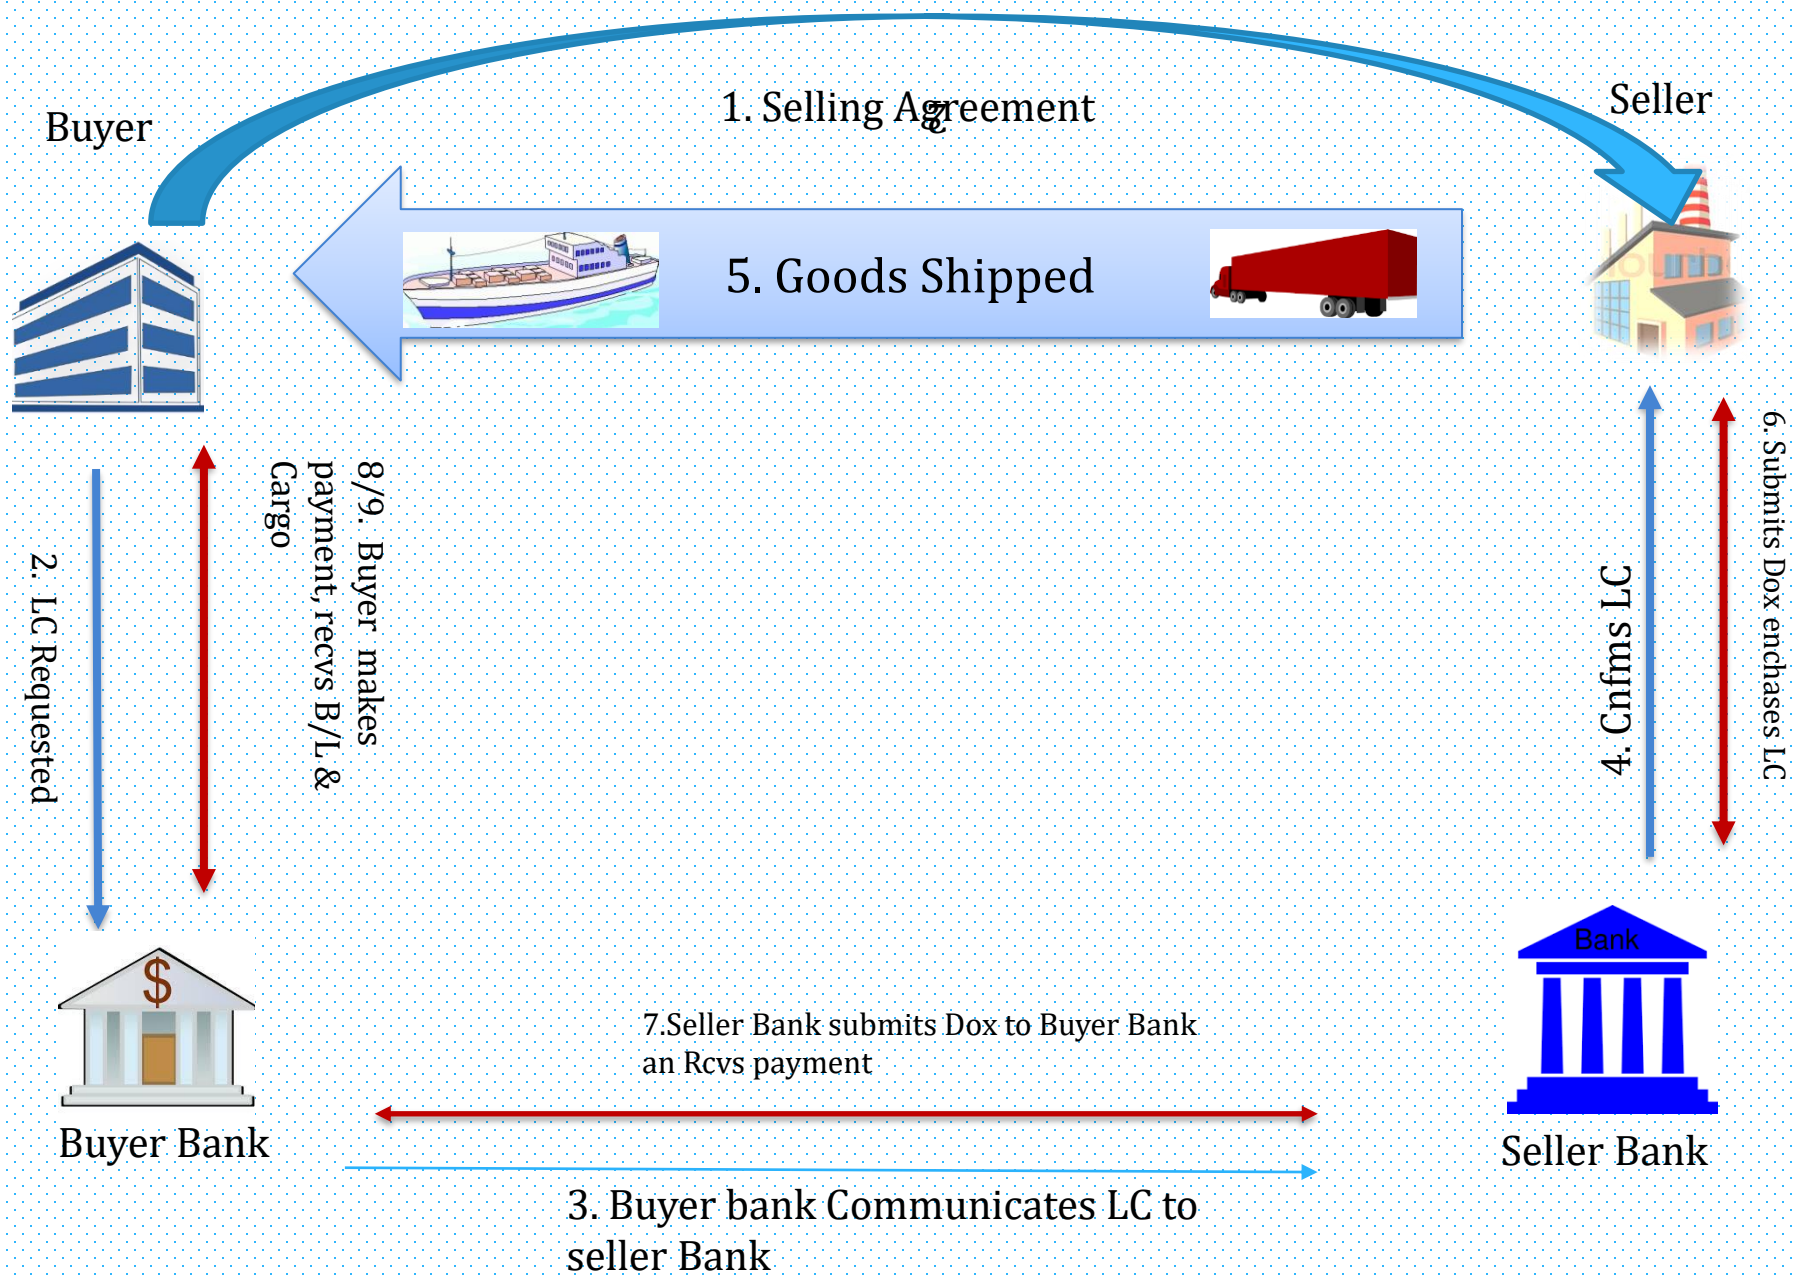 1. Selling Agreement
Buyer
Seller
5. Goods Shipped
2. LC Requested
8/9. Buyer makes
payment, recvs B/L &
Cargo
4. Cnfms LC
6. Submits Dox enchases LC
$
Bank
7.Seller Bank submits Dox to Buyer Bank
an Rcvs payment
Buyer Bank
Seller Bank
3. Buyer bank Communicates LC to
seller Bank